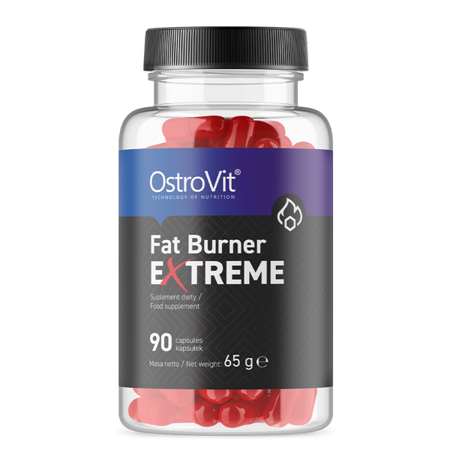 OstroVit®
TECHNOLOGY OF NUTRITION
Fat Burner
EXTREME
Suplement diety /
Food supplement
90 capsules
kapsułek
Masa netto / Net weight: 65 g ℮